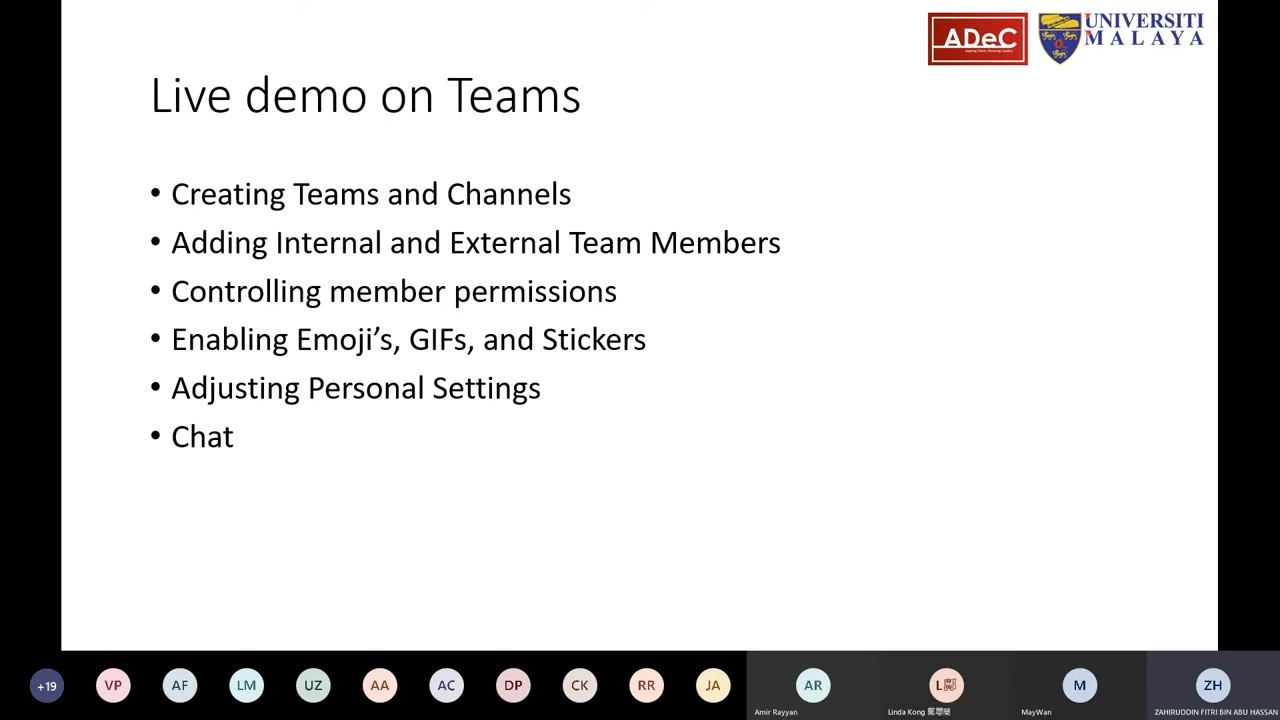 ADeC
UNIVERSITI
MALAYA
Live demo on Teams
• Creating Teams and Channels
• Adding Internal and External Team Members
• Controlling member permissions
• Enabling Emoji’s, GIFs, and Stickers
• Adjusting Personal Settings
• Chat
+19 VP AF LM UZ AA AC DP CK RR JA AR L鄺 M ZH
Amir Rayyan Linda Kong MayWan ZAHIRUDDIN FITRI BIN ABU HASSAN